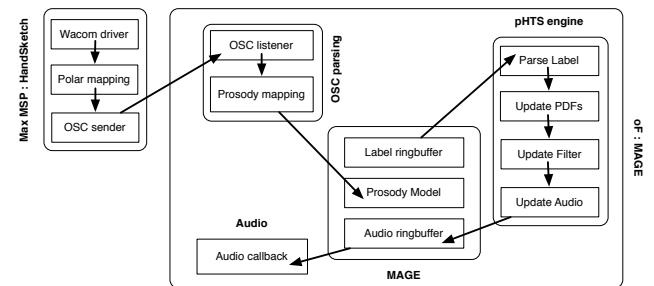 Max MSP : HandSketch
Wacom driver
Polar mapping
OSC sender
OSC listener
Prosody mapping
OSC parsing
pHTS engine
Parse Label
Update PDFs
Update Filter
Update Audio
oF : MAGE
Label ringbuffer
Prosody Model
Audio ringbuffer
MAGE
Audio
Audio callback